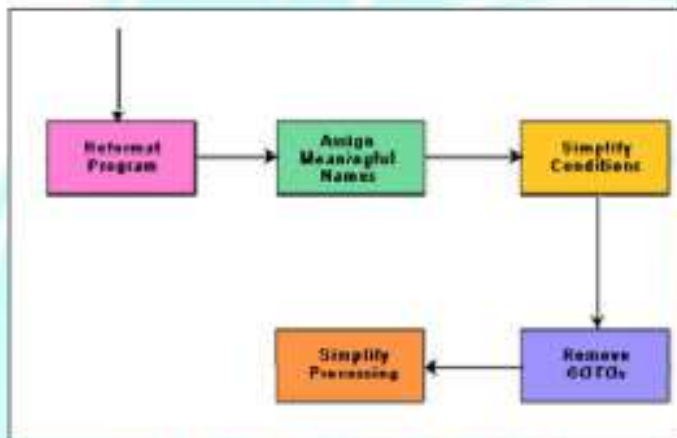 Reformat
Program
Assign
Meaningful
Names
Simplify
Conditions
Remove
GOTOs
Simplify
Processing